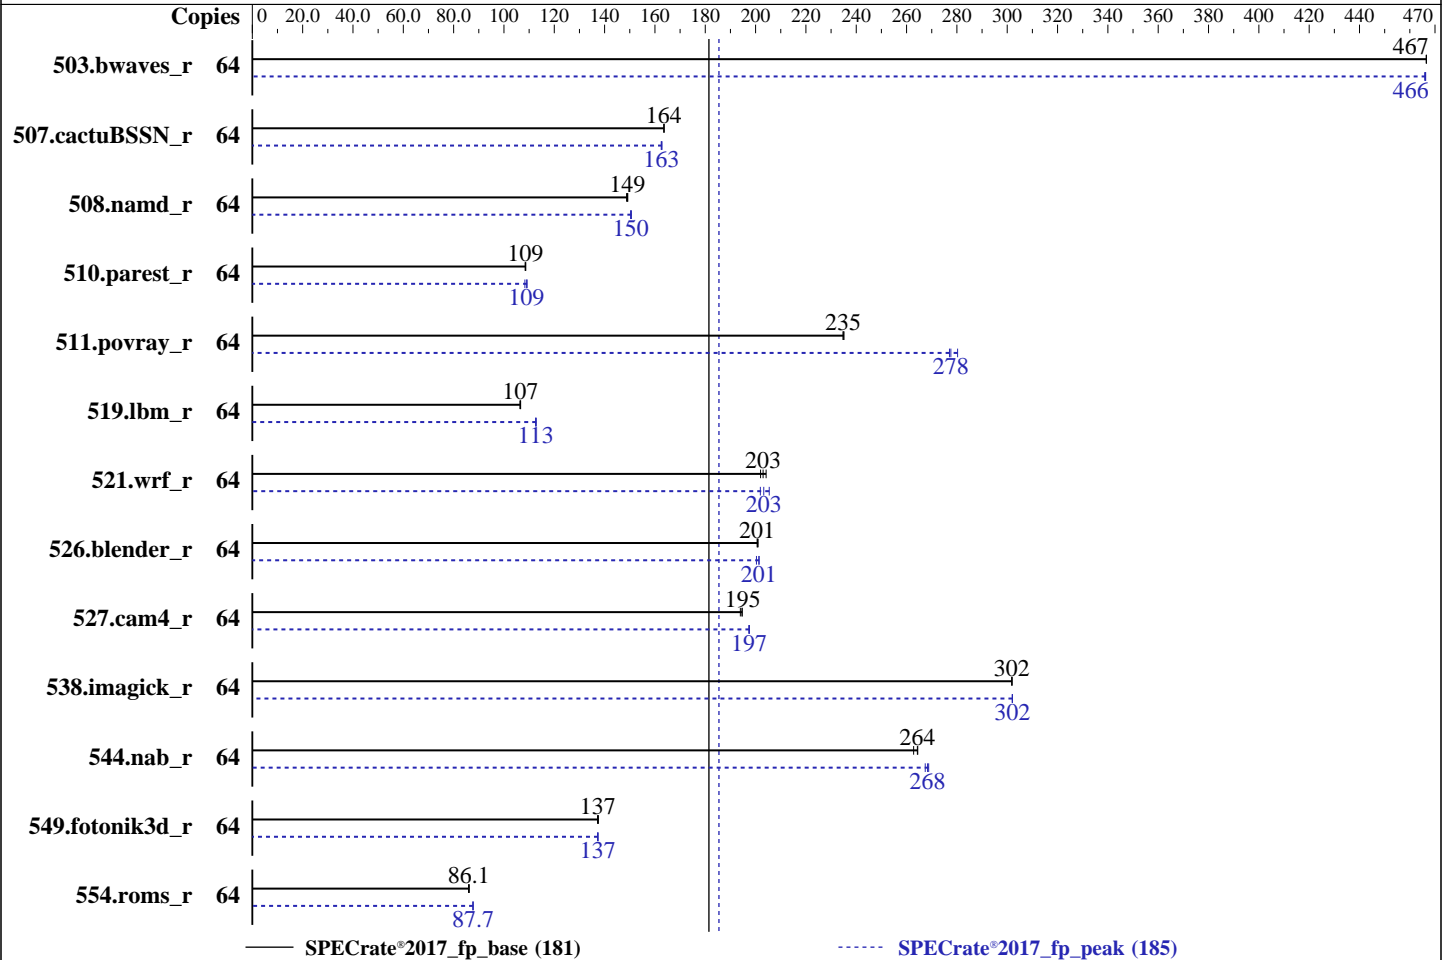 Copies 0 20.0 40.0 60.0 80.0 100 120 140 160 180 200 220 240 260 280 300 320 340 360 380 400 420 440 470
503.bwaves_r 64 467
466
507.cactuBSSN_r 64 164
163
508.namd_r 64 149
150
510.parest_r 64 109
109
511.povray_r 64 235
278
519.lbm_r 64 107
113
521.wrf_r 64 203
203
526.blender_r 64 201
201
527.cam4_r 64 195
197
538.imagick_r 64 302
302
544.nab_r 64 264
268
549.fotonik3d_r 64 137
137
554.roms_r 64 86.1
87.7
SPECrate®2017_fp_base (181) SPECrate®2017_fp_peak (185)